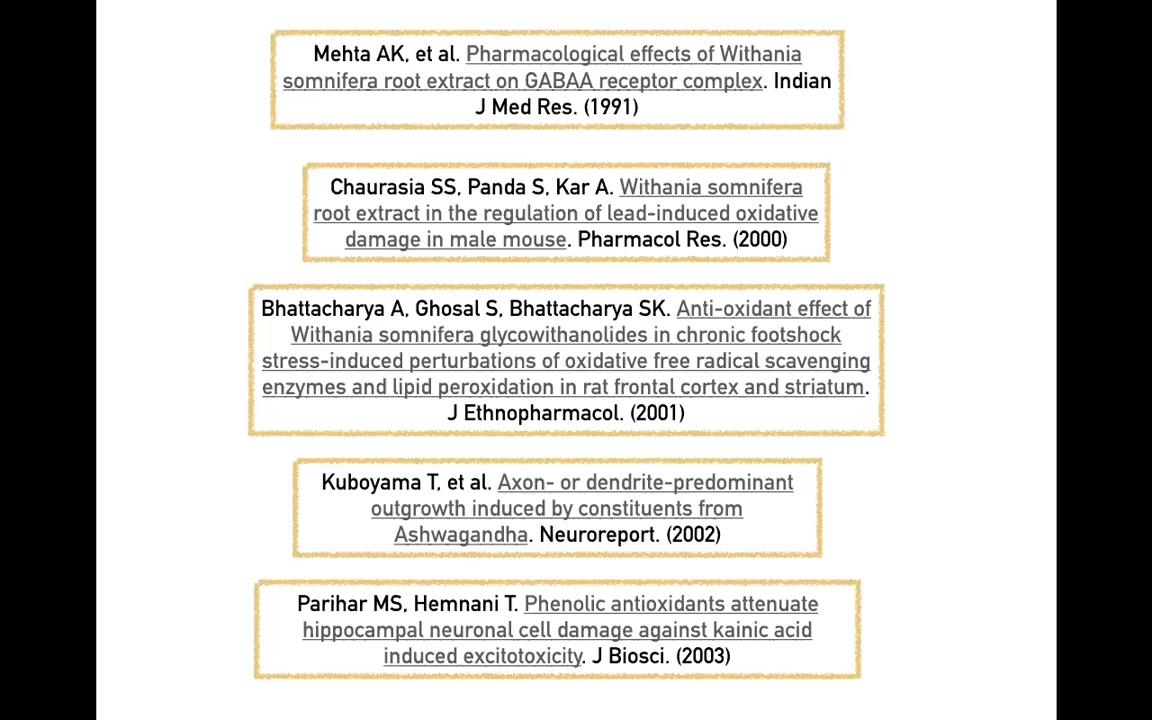 Mehta AK, et al. Pharmacological effects of Withania
somnifera root extract on GABAA receptor complex. Indian
J Med Res. (1991)
Chaurasia SS, Panda S, Kar A. Withania somnifera
root extract in the regulation of lead-induced oxidative
damage in male mouse. Pharmacol Res. (2000)
Bhattacharya A, Ghosal S, Bhattacharya SK. Anti-oxidant effect of
Withania somnifera glycowithanolides in chronic footshock
stress-induced perturbations of oxidative free radical scavenging
enzymes and lipid peroxidation in rat frontal cortex and striatum.
J Ethnopharmacol. (2001)
Kuboyama T, et al. Axon- or dendrite-predominant
outgrowth induced by constituents from
Ashwagandha. Neuroreport. (2002)
Parihar MS, Hemnani T. Phenolic antioxidants attenuate
hippocampal neuronal cell damage against kainic acid
induced excitotoxicity. J Biosci. (2003)